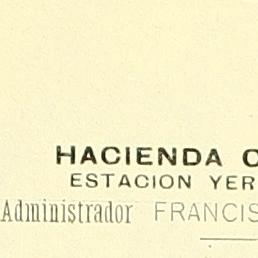 HACIENDA C
ESTACION YER
Administrador FRANCIS